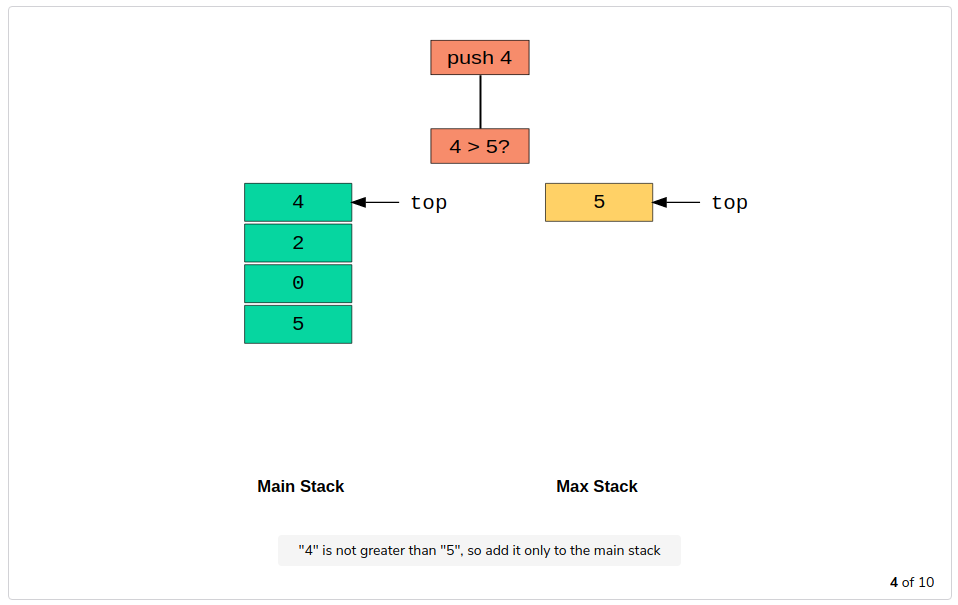 push 4
4 > 5?
4
top
5
top
2
0
5
Main Stack
Max Stack
"4" is not greater than "5", so add it only to the main stack
4 of 10